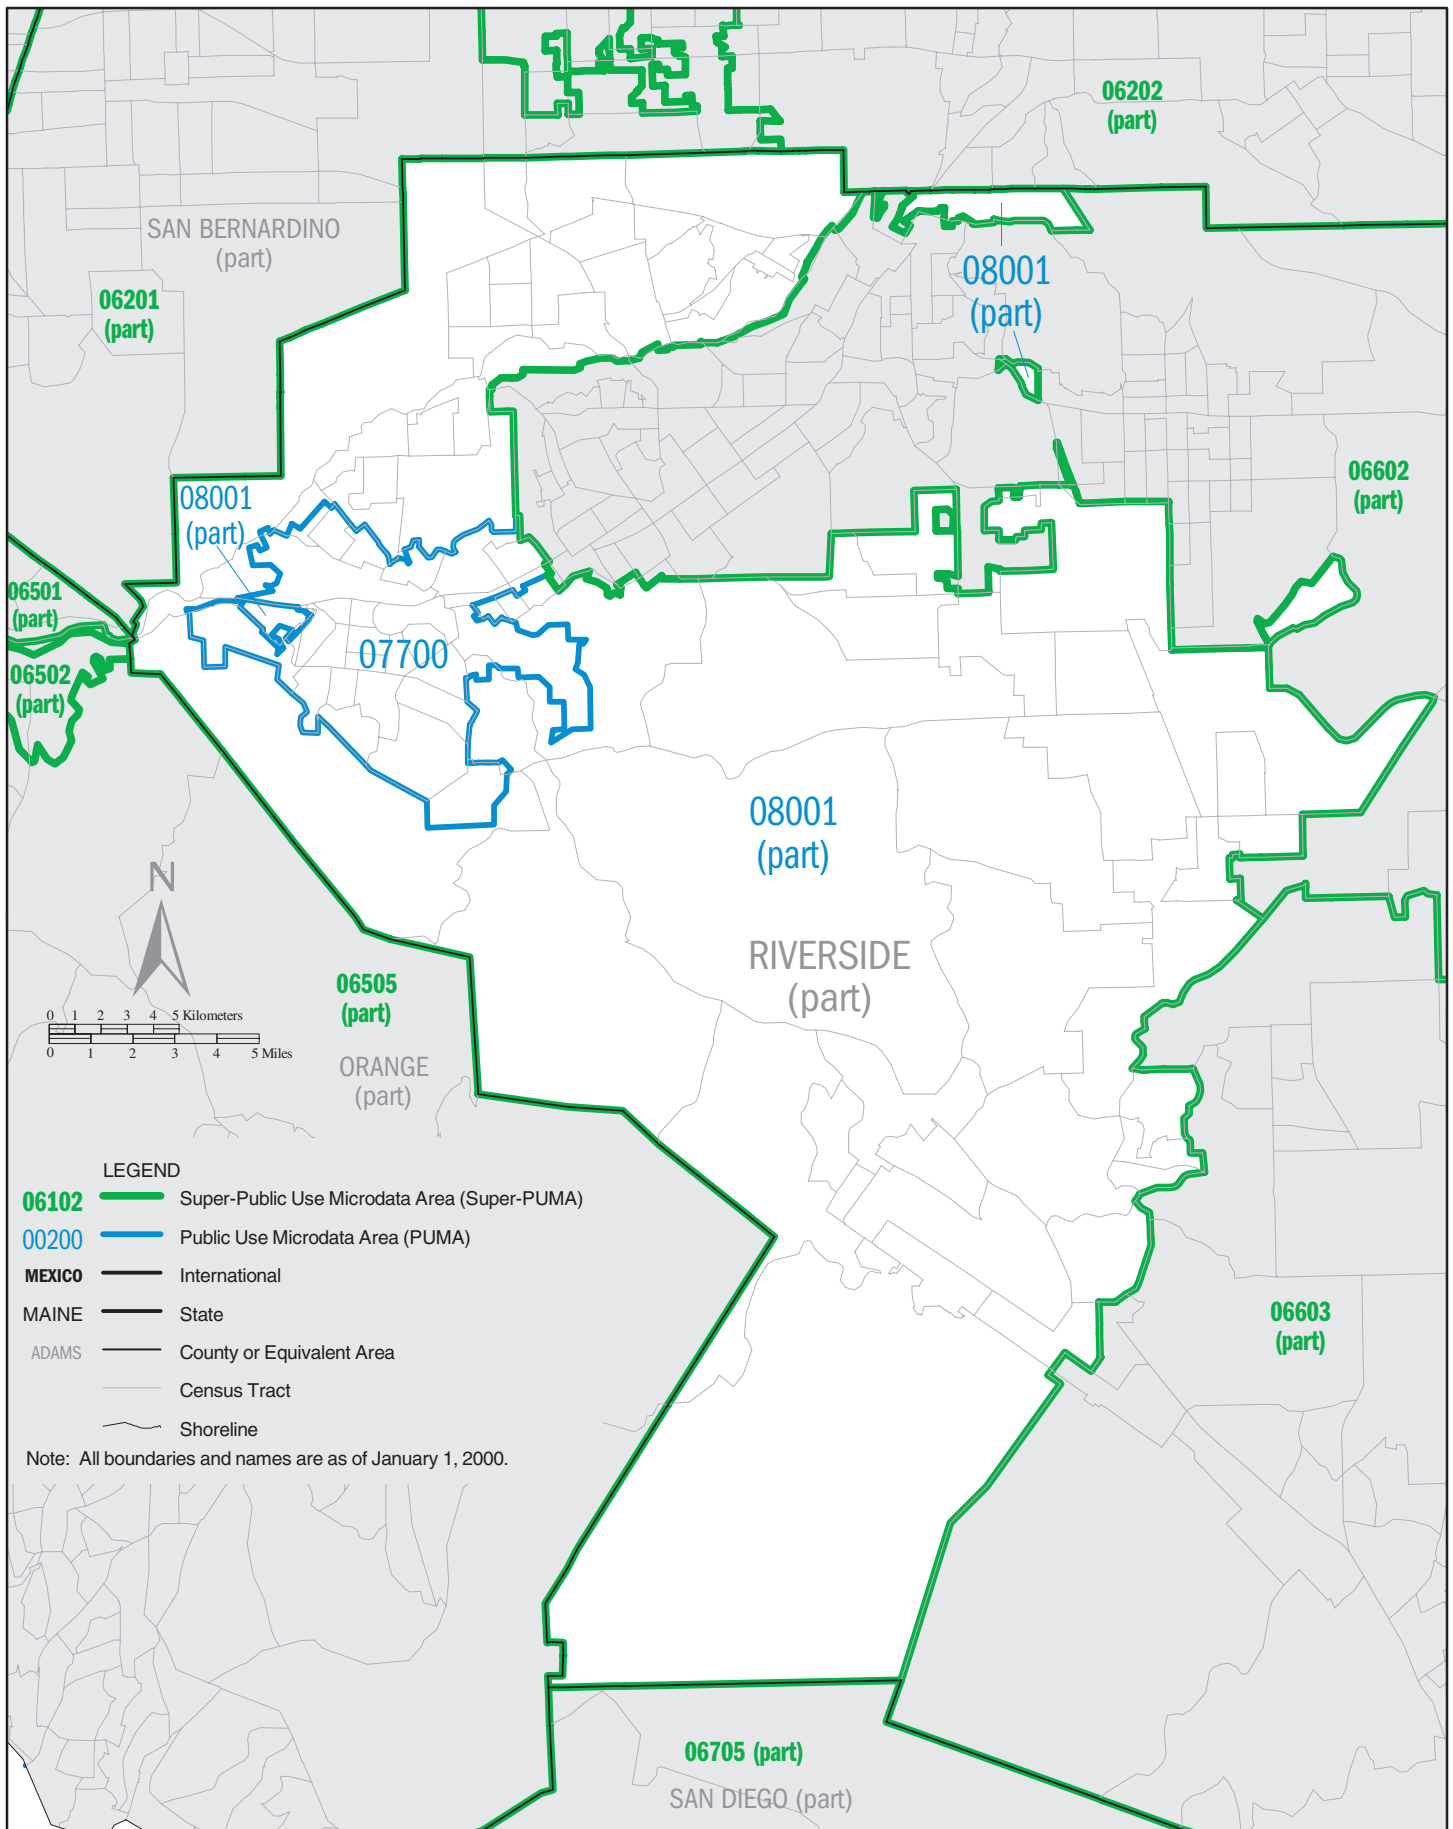 06202
(part)
SAN BERNARDINO
(part)
08001
(part)
06201
(part)
06602
(part)
08001
(part)
06501
(part)
07700
06502
(part)
08001
(part)
N
RIVERSIDE
(part)
06505
(part)
0 1 2 3 4 5 Kilometers
0 1 2 3 4 5 Miles
ORANGE
(part)
LEGEND
06102 Super-Public Use Microdata Area (Super-PUMA)
00200 Public Use Microdata Area (PUMA)
MEXICO International
MAINE State
ADAMS County or Equivalent Area
Census Tract
Shoreline
Note: All boundaries and names are as of January 1, 2000.
06603
(part)
06705 (part)
SAN DIEGO (part)